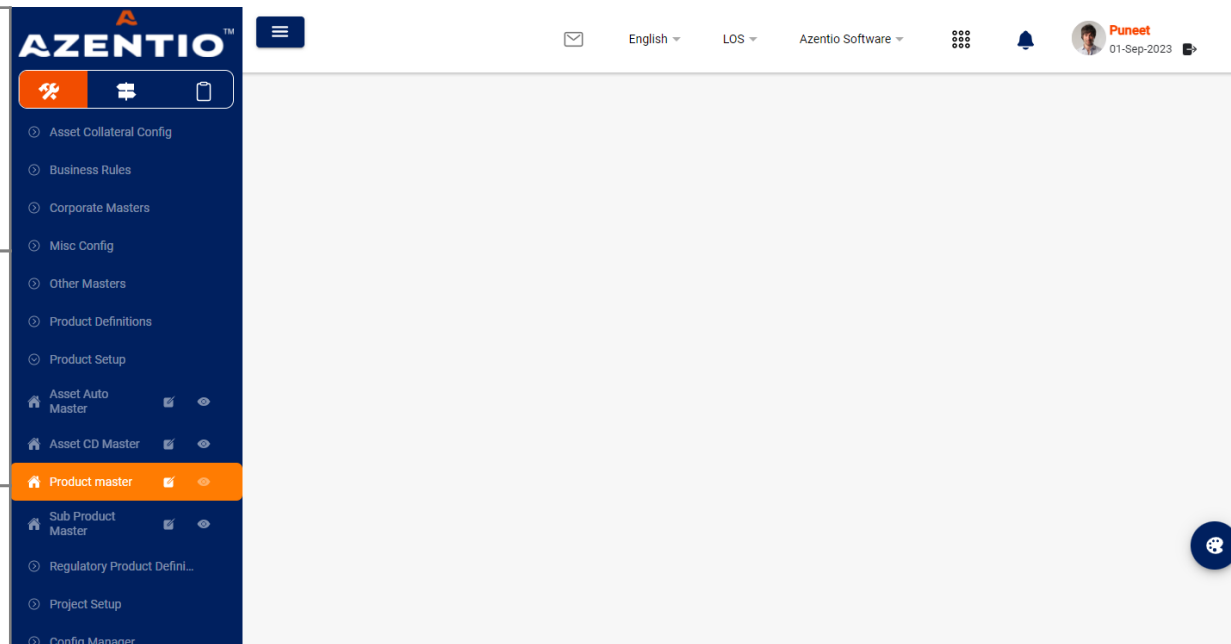 AZENTIO™
English
LOS
Azentio Software
Puneet
01-Sep-2023
Asset Collateral Config
Business Rules
Corporate Masters
Misc Config
Other Masters
Product Definitions
Product Setup
Asset Auto
Master
Asset CD Master
Product master
Sub Product
Master
Regulatory Product Defini...
Project Setup
Config Manager